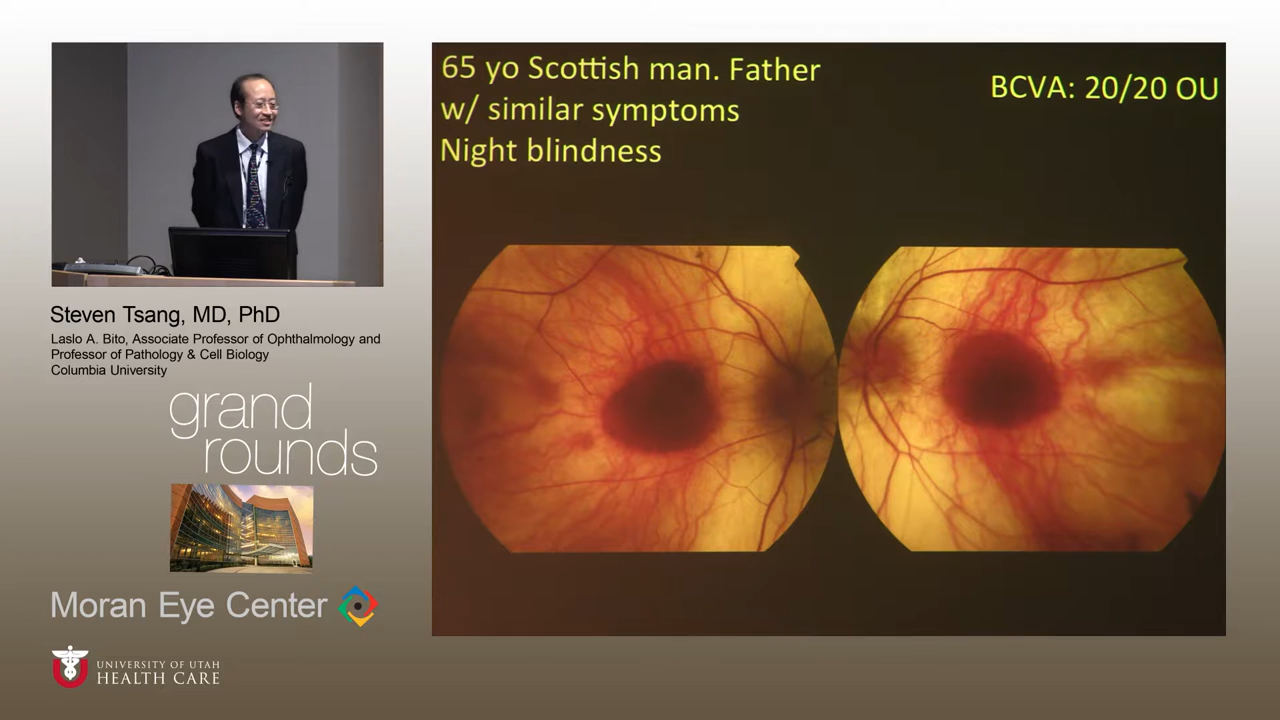 65 yo Scottish man. Father
w/ similar symptoms
Night blindness
BCVA: 20/20 OU
Steven Tsang, MD, PhD
Laslo A. Bito, Associate Professor of Ophthalmology and
Professor of Pathology & Cell Biology
Columbia University
grand
rounds
Moran Eye Center
U
UNIVERSITY OF UTAH
HEALTH CARE